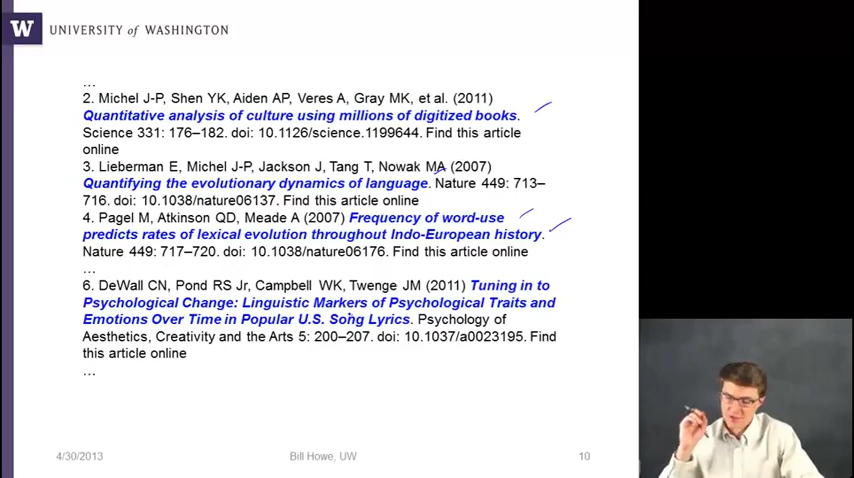 W UNIVERSITY of WASHINGTON
...
2. Michel J-P, Shen YK, Aiden AP, Veres A, Gray MK, et al. (2011)
Quantitative analysis of culture using millions of digitized books.
Science 331: 176–182. doi: 10.1126/science.1199644. Find this article
online
3. Lieberman E, Michel J-P, Jackson J, Tang T, Nowak MA (2007)
Quantifying the evolutionary dynamics of language. Nature 449: 713–
716. doi: 10.1038/nature06137. Find this article online
4. Pagel M, Atkinson QD, Meade A (2007) Frequency of word-use
predicts rates of lexical evolution throughout Indo-European history.
Nature 449: 717–720. doi: 10.1038/nature06176. Find this article online
...
6. DeWall CN, Pond RS Jr, Campbell WK, Twenge JM (2011) Tuning in to
Psychological Change: Linguistic Markers of Psychological Traits and
Emotions Over Time in Popular U.S. Song Lyrics. Psychology of
Aesthetics, Creativity and the Arts 5: 200–207. doi: 10.1037/a0023195. Find
this article online
...
4/30/2013 Bill Howe, UW 10